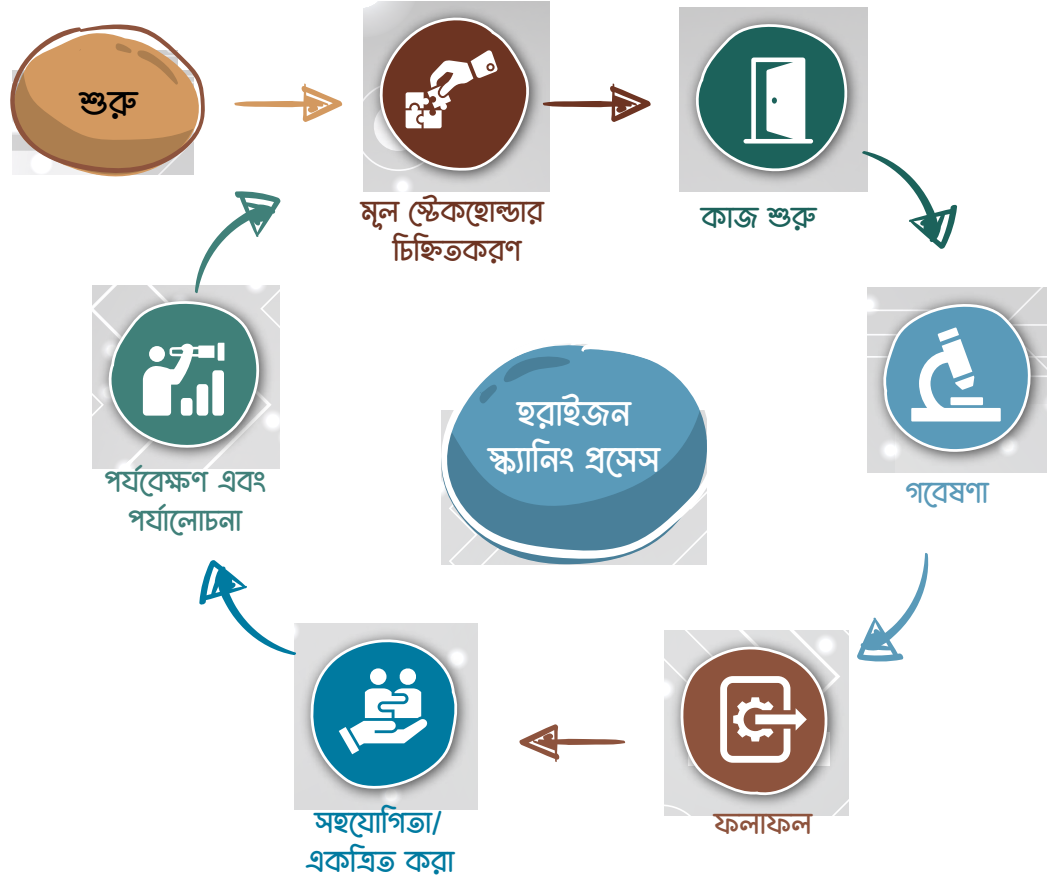 শুরু
মূল স্টেকহোল্ডার
চিহ্নিতকরণ
কাজ শুরু
গবেষণা
ফলাফল
সহযোগিতা/
একত্রিত করা
পর্যবেক্ষণ এবং
পর্যালোচনা
হরাইজন
স্ক্যানিং প্রসেস